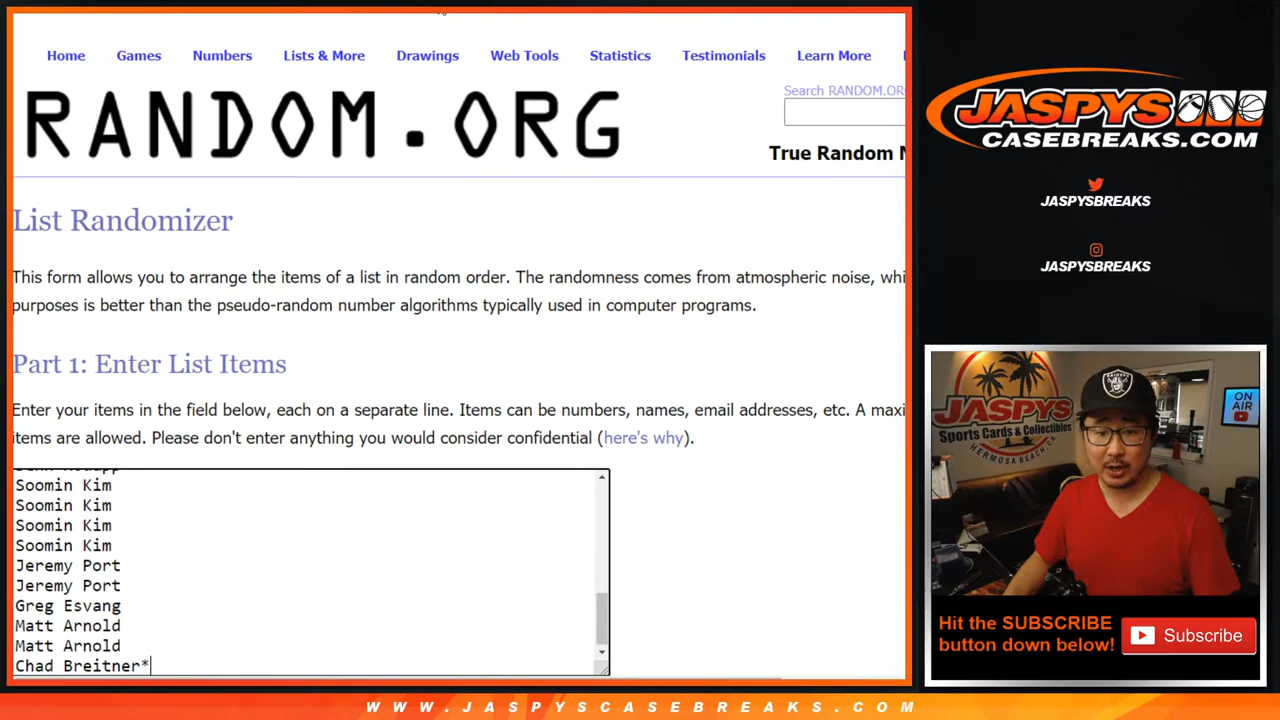 Home Games Numbers Lists & More Drawings Web Tools Statistics Testimonials Learn More
RANDOM.ORG
Search RANDOM.OR
True Random N
List Randomizer
This form allows you to arrange the items of a list in random order. The randomness comes from atmospheric noise, whi
purposes is better than the pseudo-random number algorithms typically used in computer programs.
Part 1: Enter List Items
Enter your items in the field below, each on a separate line. Items can be numbers, names, email addresses, etc. A maxi
items are allowed. Please don't enter anything you would consider confidential (here's why).
Soomin Kim
Soomin Kim
Soomin Kim
Soomin Kim
Jeremy Port
Jeremy Port
Greg Esvang
Matt Arnold
Matt Arnold
Chad Breitner*
JASPYS
CASEBREAKS.COM
JASPYSBREAKS
JASPYSBREAKS
RAIDERS
JASPYS
Sports Cards & Collectibles
HERMOSA BEACH, CA
ON
AIR
Hit the SUBSCRIBE
button down below!
Subscribe
WWW.JASPYSCASEBREAKS.COM